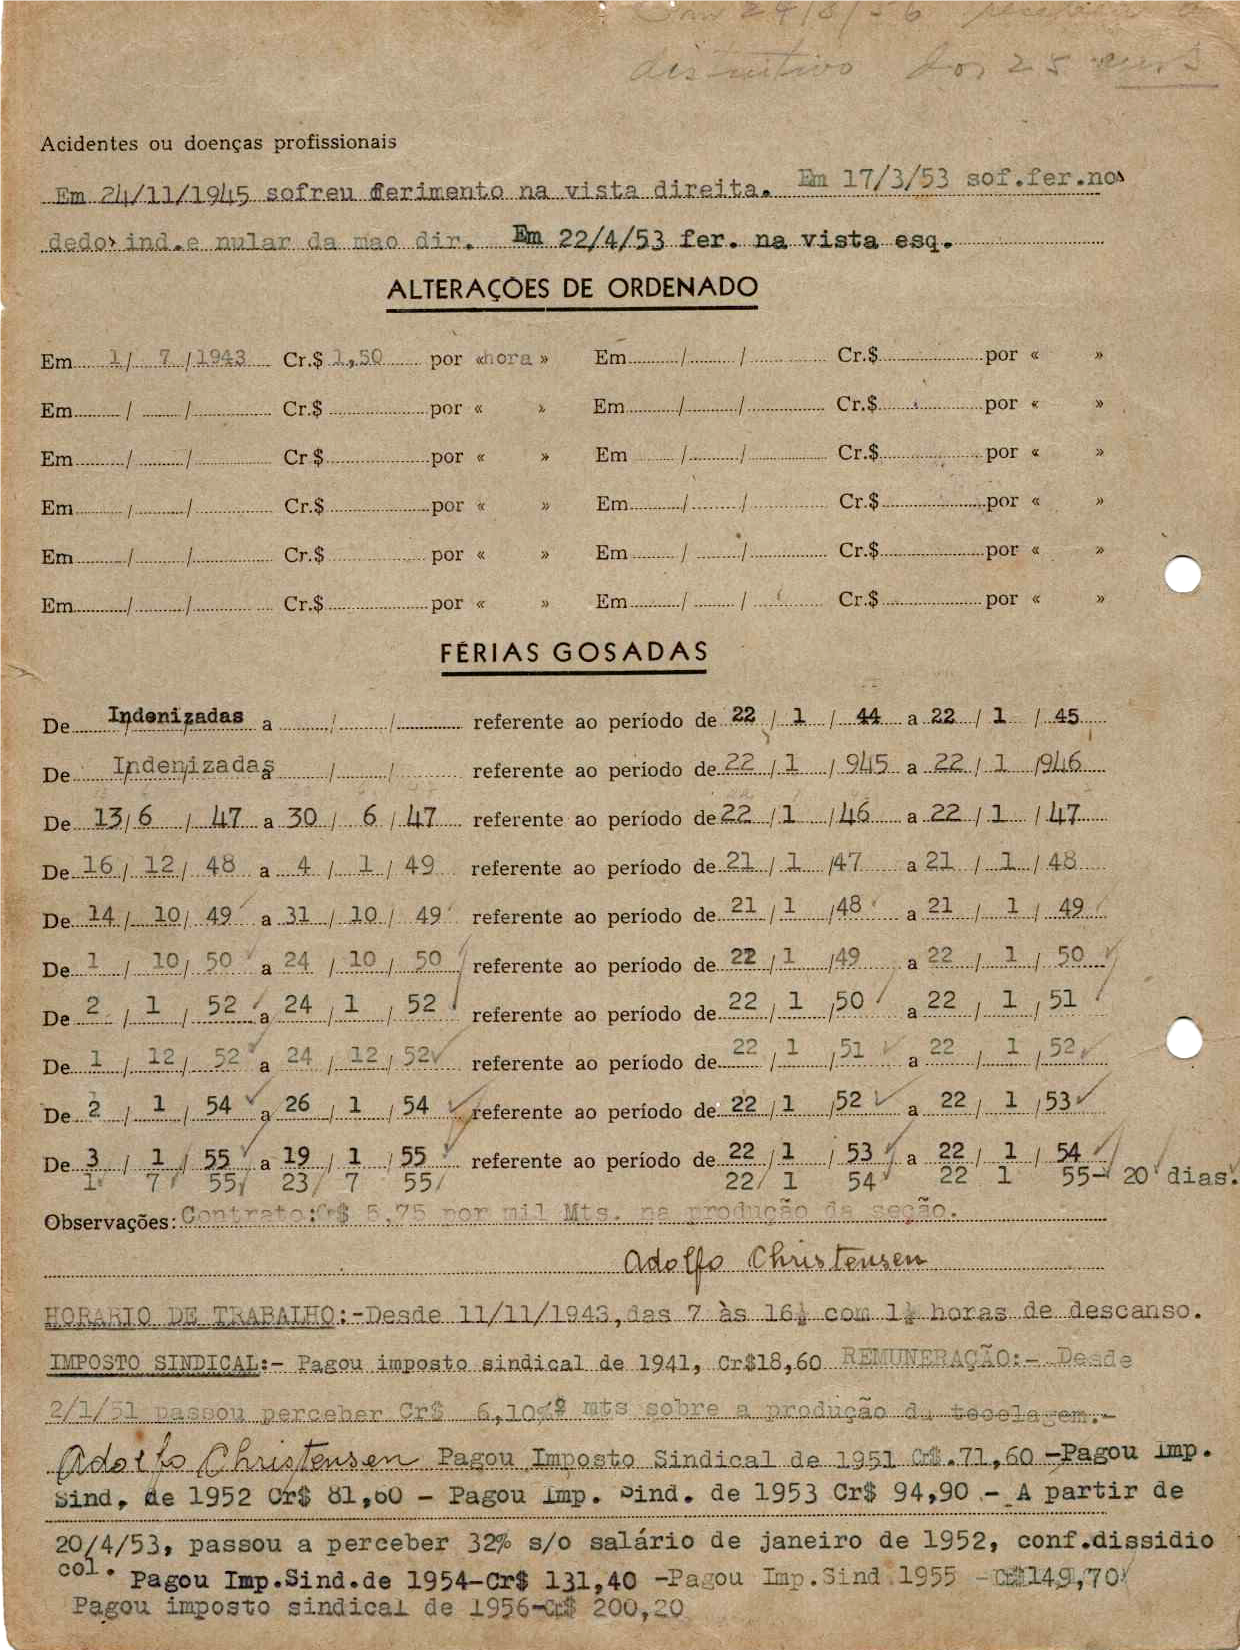 Em 24/3/56 recebeu o
distintivo dos 25 anos
Acidentes ou doenças profissionais
Em 24/11/1945 sofreu ferimento na vista direita. Em 17/3/53 sof.fer.nos
dedos ind.e nular da mao dir. Em 22/4/53 fer. na vista esq.
ALTERAÇÕES DE ORDENADO
Em 1/ 7 /1943 Cr.$ 1,50 por «hora» Em / / Cr.$ por « »
Em / / Cr.$ por « » Em / / Cr.$ por « »
Em / / Cr $ por « » Em / / Cr.$ por « »
Em / / Cr.$ por « » Em / / Cr.$ por « »
Em / / Cr.$ por « » Em / / Cr.$ por « »
Em / / Cr.$ por « » Em / / Cr.$ por « »
FÉRIAS GOSADAS
De Indenizadas a / / referente ao período de 22 / 1 / 44 a 22 / 1 / 45
De Indenizadas a / / referente ao período de 22 / 1 / 945 a 22 / 1 /946
De 13/ 6 / 47 a 30 / 6 / 47 referente ao período de 22 / 1 /46 a 22 / 1 / 47
De 16 / 12 / 48 a 4 / 1 / 49 referente ao período de 21 / 1 /47 a 21 / 1 / 48
De 14 / 10/ 49 a 31 / 10 / 49 referente ao período de 21 / 1 /48 a 21 / 1 / 49
De 1 / 10/ 50 a 24 / 10 / 50 referente ao período de 22 / 1 /49 a 22 / 1 / 50
De 2 / 1 / 52 a 24 / 1 / 52 referente ao período de 22 / 1 /50 a 22 / 1 / 51
De 1 / 12 / 52 a 24 / 12 / 52 referente ao período de 22 / 1 /51 a 22 / 1 / 52
De 2 / 1 / 54 a 26 / 1 / 54 referente ao período de 22 / 1 /52 a 22 / 1 / 53
De 3 / 1 / 55 a 19 / 1 / 55 referente ao período de 22 / 1 / 53 a 22 / 1 / 54
1 7 / 55/ 23/ 7 55/ 22/ 1 54 22 1 55- 20 dias.
Observações: Contrato:Cr$ 5,75 por mil Mts. na produção da seção.
Adolfo Christensen
HORARIO DE TRABALHO:-Desde 11/11/1943,das 7 às 16½ com 1½ horas de descanso.
IMPOSTO SINDICAL:- Pagou imposto sindical de 1941, Cr$18,60 REMUNERAÇÃO:- Desde
2/1/51 passou perceber Cr$ 6,10 mts sobre a produção da tecelagem.-
Adolfo Christensen Pagou Imposto Sindical de 1951 Cr$.71,60 -Pagou Imp.
Sind. de 1952 Cr$ 81,60 - Pagou Imp. Sind. de 1953 Cr$ 94,90 - A partir de
20/4/53, passou a perceber 32% s/o salário de janeiro de 1952, conf.dissidio
col. Pagou Imp.Sind.de 1954-Cr$ 131,40 -Pagou Imp.Sind.1955 -Cr$149,70
Pagou imposto sindical de 1956-Cr$ 200,20